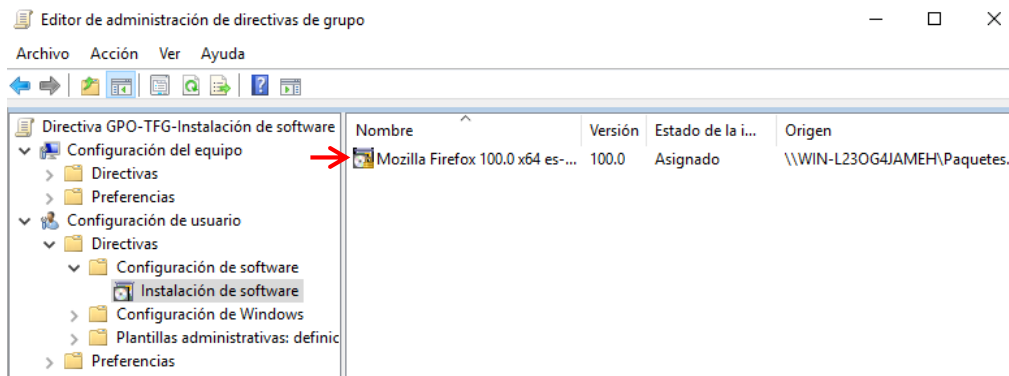 Editor de administración de directivas de grupo
Archivo Acción Ver Ayuda
Directiva GPO-TFG-Instalación de software
Configuración del equipo
Directivas
Preferencias
Configuración de usuario
Directivas
Configuración de software
Instalación de software
Configuración de Windows
Plantillas administrativas: definic
Preferencias
Nombre Versión Estado de la i... Origen
Mozilla Firefox 100.0 x64 es-... 100.0 Asignado \\WIN-L23OG4JAMEH\Paquetes.